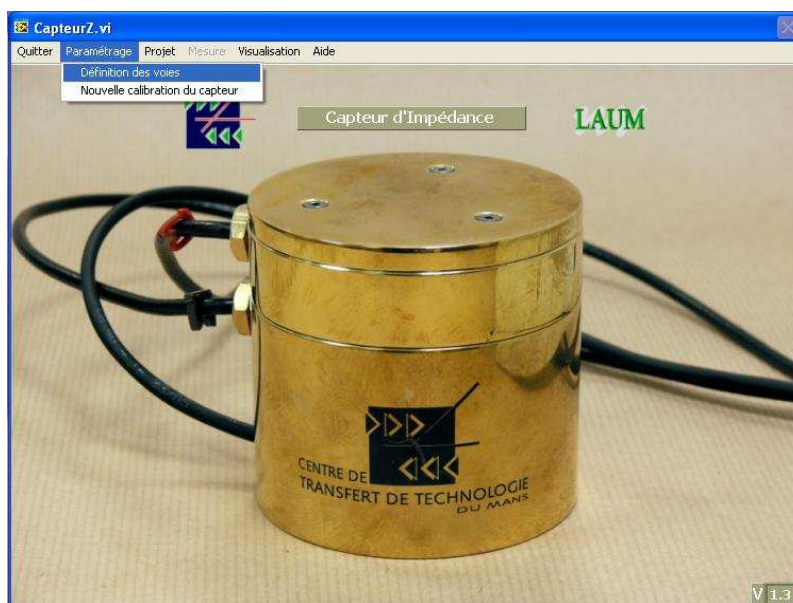 CapteurZ.vi
Quitter Paramétrage Projet Mesure Visualisation Aide
Définition des voies
Nouvelle calibration du capteur
Capteur d'Impédance
LAUM
CENTRE DE
TRANSFERT DE TECHNOLOGIE
DU MANS
V 1.3